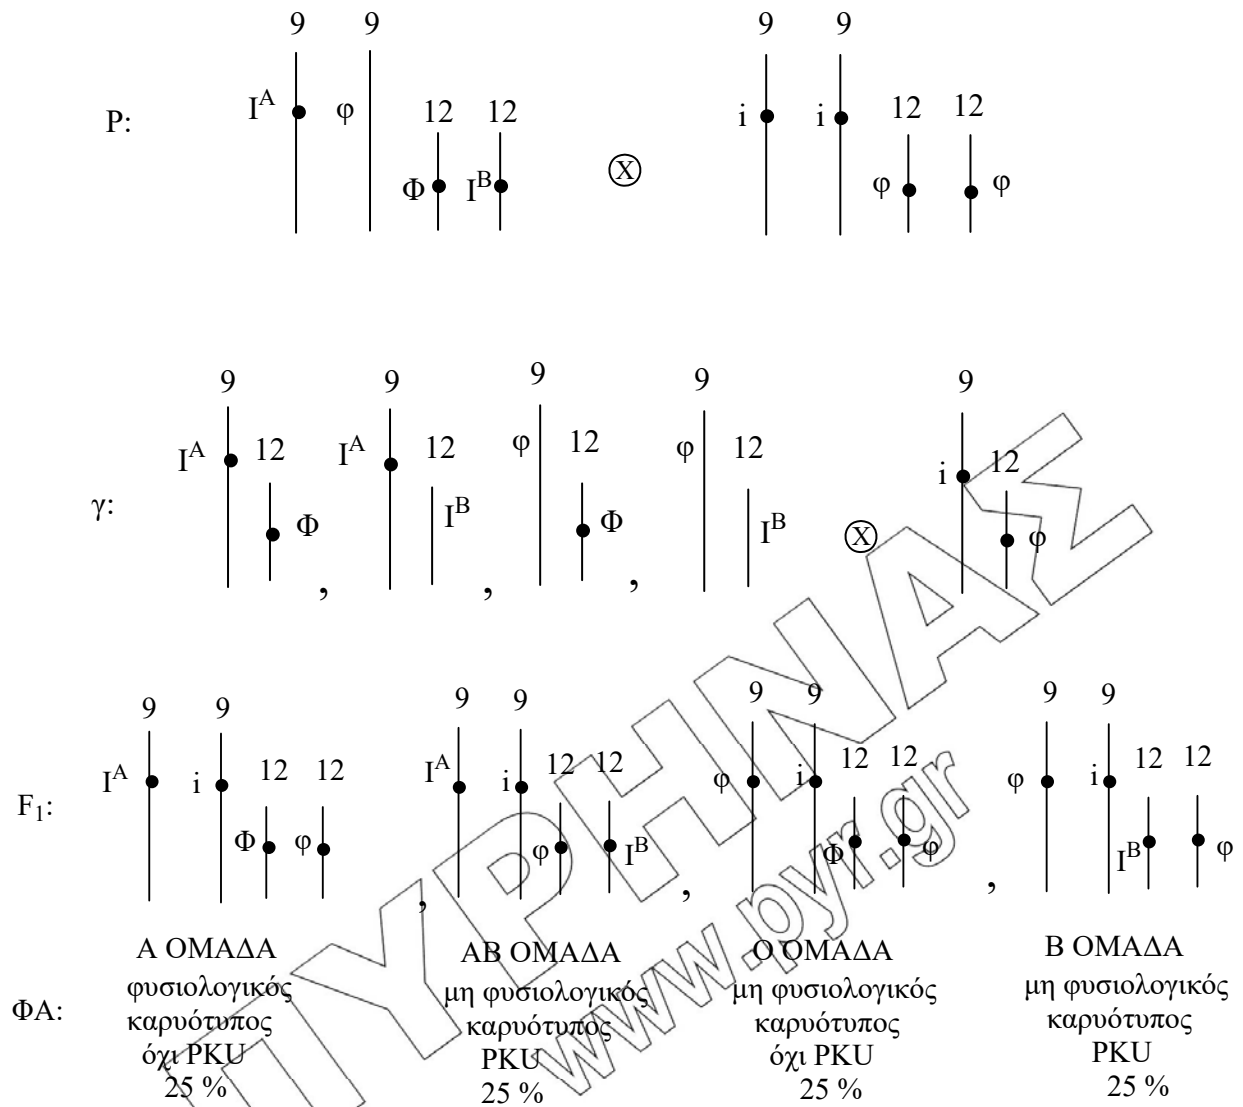 9 9 9 9
P: I^A φ 12 12 i i 12 12
Φ I^B Ⓧ φ φ
9 9 9 9 9
γ: I^A 12 I^A 12 φ 12 φ 12 i 12
Φ , I^B , Φ , I^B Ⓧ φ
9 9 9 9 9 9 9 9
F₁: I^A i 12 12 I^A i 12 12 φ i 12 12 φ i 12 12
Φ φ , φ I^B , Φ φ , I^B φ
Α ΟΜΑΔΑ ΑΒ ΟΜΑΔΑ Ο ΟΜΑΔΑ Β ΟΜΑΔΑ
φυσιολογικός μη φυσιολογικός μη φυσιολογικός μη φυσιολογικός
ΦΑ: καρυότυπος καρυότυπος καρυότυπος καρυότυπος
όχι PKU PKU όχι PKU PKU
25 % 25 % 25 % 25 %
ΠΥΡΗΝΑΣ
www.pyr.gr